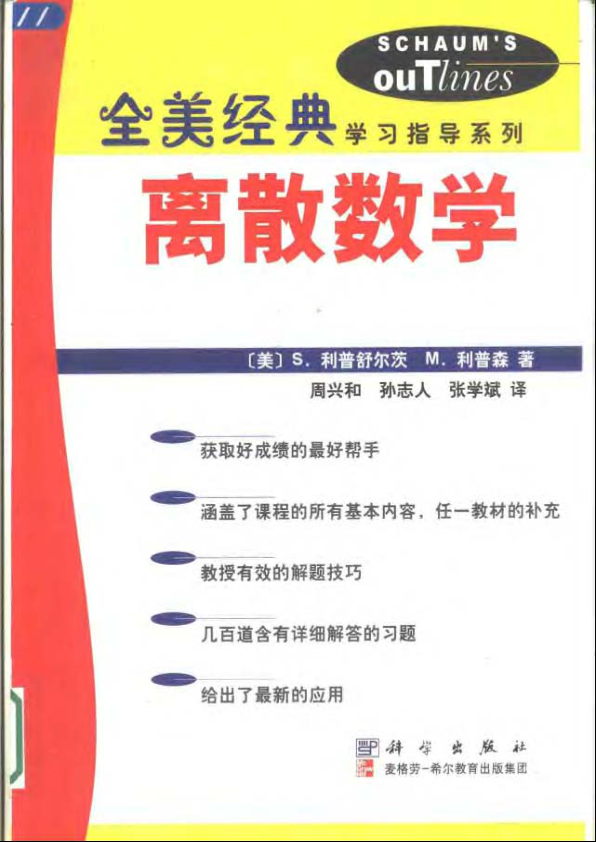 11
SCHAUM'S
ouTlines
全美经典 学习指导系列
离散数学
〔美〕S. 利普舒尔茨 M. 利普森 著
周兴和 孙志人 张学斌 译
获取好成绩的最好帮手
涵盖了课程的所有基本内容，任一教材的补充
教授有效的解题技巧
几百道含有详细解答的习题
给出了最新的应用
科学出版社
麦格劳-希尔教育出版集团